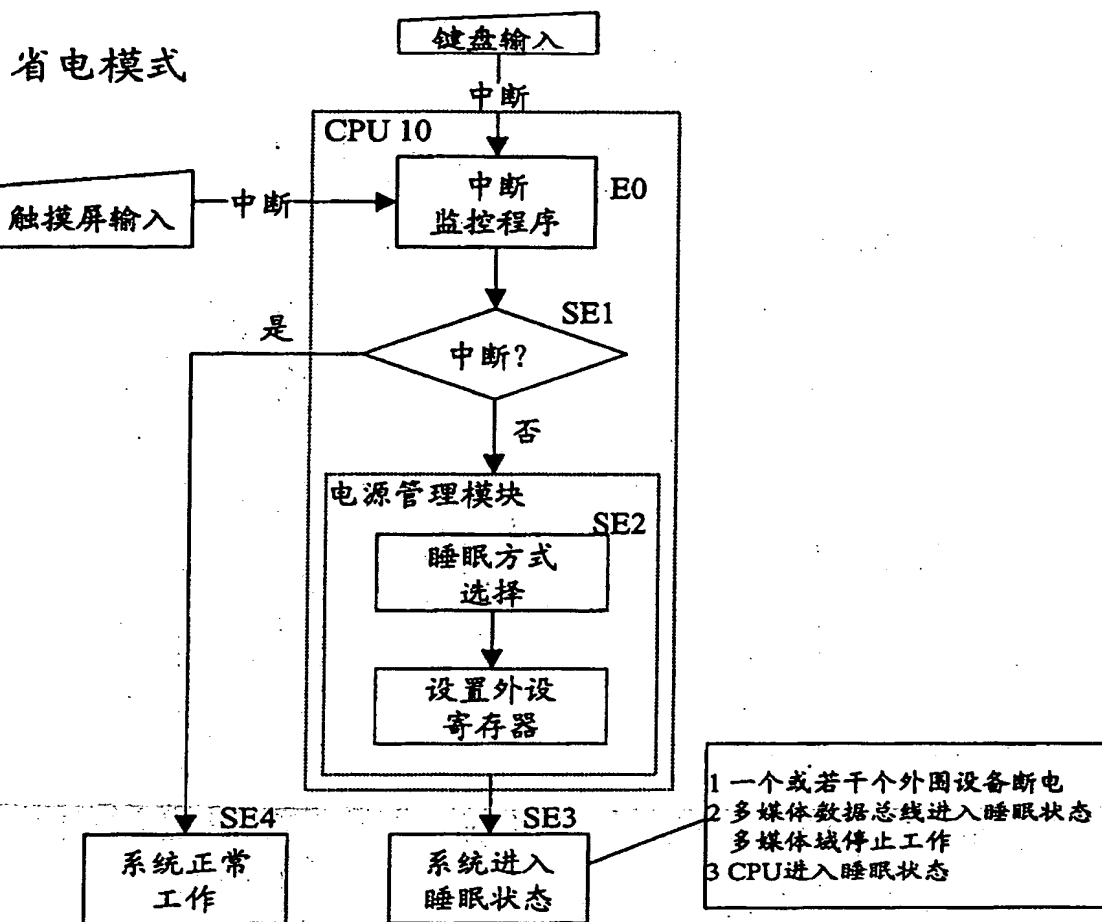 省电模式
键盘输入
中断
CPU 10
触摸屏输入
中断
中断
监控程序
E0
是
SE1
中断?
否
电源管理模块
SE2
睡眠方式
选择
设置外设
寄存器
SE4
系统正常
工作
SE3
系统进入
睡眠状态
1 一个或若干个外围设备断电
2 多媒体数据总线进入睡眠状态
多媒体域停止工作
3 CPU进入睡眠状态